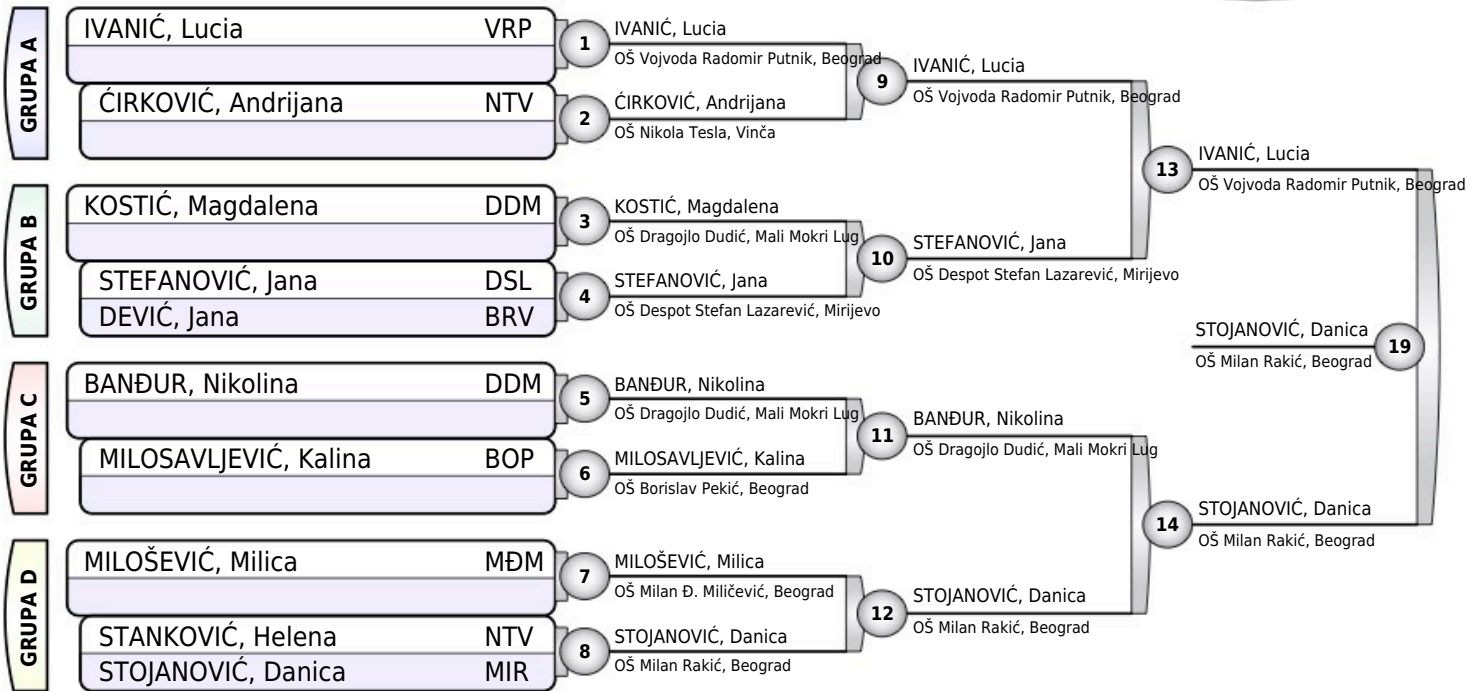 GRUPA A
IVANIĆ, Lucia VRP
ĆIRKOVIĆ, Andrijana NTV
GRUPA B
KOSTIĆ, Magdalena DDM
STEFANOVIĆ, Jana DSL
DEVIĆ, Jana BRV
GRUPA C
BANĐUR, Nikolina DDM
MILOSAVLJEVIĆ, Kalina BOP
GRUPA D
MILOŠEVIĆ, Milica MĐM
STANKOVIĆ, Helena NTV
STOJANOVIĆ, Danica MIR
1
IVANIĆ, Lucia
OŠ Vojvoda Radomir Putnik, Beograd
2
ĆIRKOVIĆ, Andrijana
OŠ Nikola Tesla, Vinča
3
KOSTIĆ, Magdalena
OŠ Dragojlo Dudić, Mali Mokri Lug
4
STEFANOVIĆ, Jana
OŠ Despot Stefan Lazarević, Mirijevo
5
BANĐUR, Nikolina
OŠ Dragojlo Dudić, Mali Mokri Lug
6
MILOSAVLJEVIĆ, Kalina
OŠ Borislav Pekić, Beograd
7
MILOŠEVIĆ, Milica
OŠ Milan Đ. Miličević, Beograd
8
STOJANOVIĆ, Danica
OŠ Milan Rakić, Beograd
9
IVANIĆ, Lucia
OŠ Vojvoda Radomir Putnik, Beograd
10
STEFANOVIĆ, Jana
OŠ Despot Stefan Lazarević, Mirijevo
11
BANĐUR, Nikolina
OŠ Dragojlo Dudić, Mali Mokri Lug
12
STOJANOVIĆ, Danica
OŠ Milan Rakić, Beograd
13
IVANIĆ, Lucia
OŠ Vojvoda Radomir Putnik, Beograd
14
STOJANOVIĆ, Danica
OŠ Milan Rakić, Beograd
STOJANOVIĆ, Danica
OŠ Milan Rakić, Beograd
19